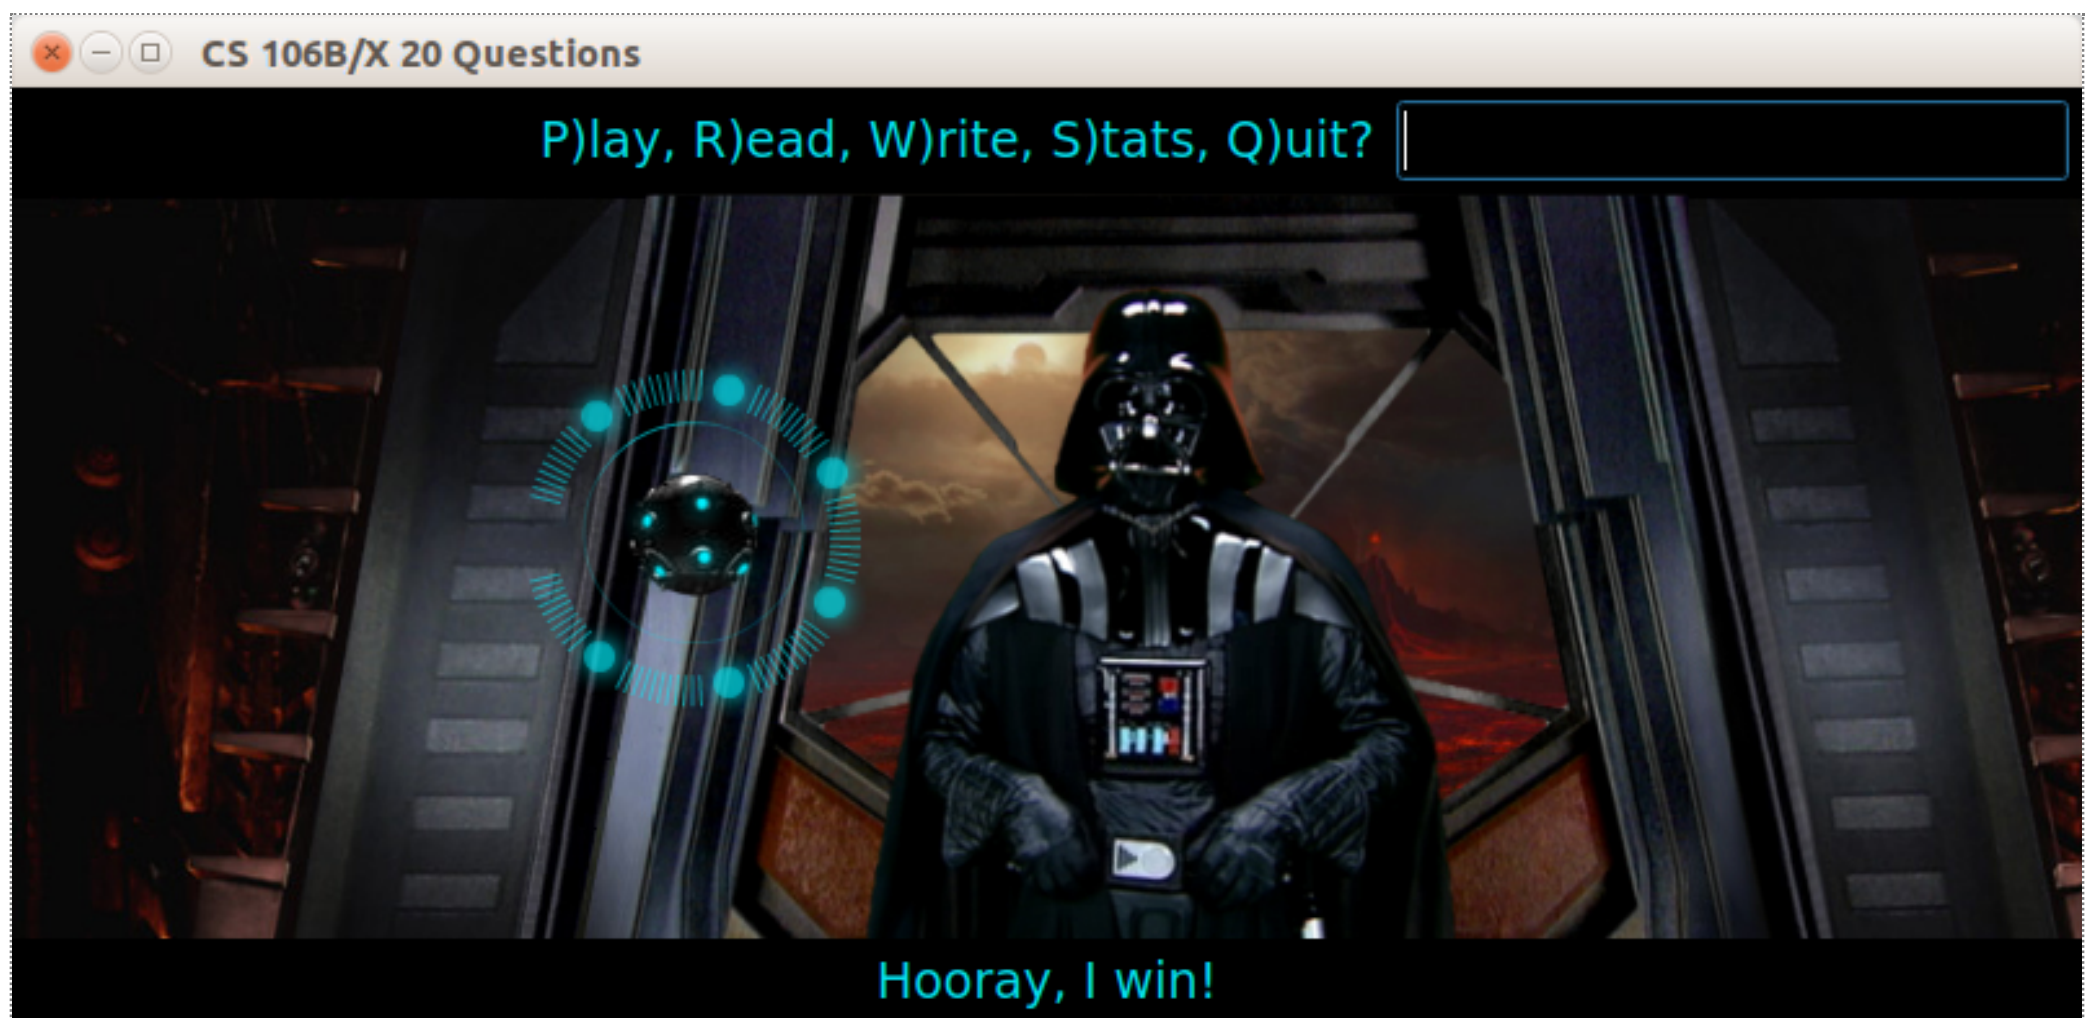 CS 106B/X 20 Questions
P)lay, R)ead, W)rite, S)tats, Q)uit?
Hooray, I win!